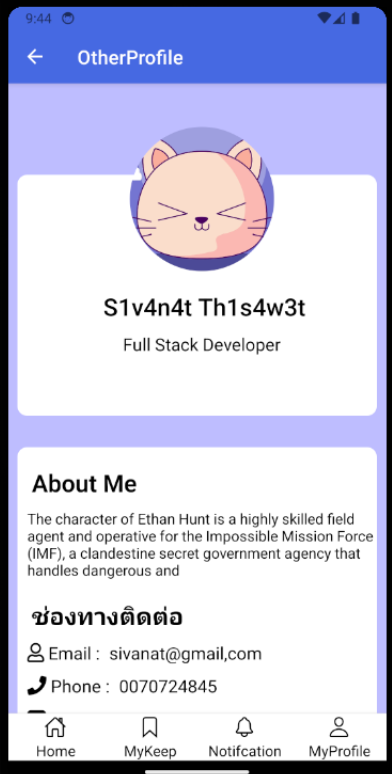 9:44
OtherProfile
S1v4n4t Th1s4w3t
Full Stack Developer
About Me
The character of Ethan Hunt is a highly skilled field
agent and operative for the Impossible Mission Force
(IMF), a clandestine secret government agency that
handles dangerous and
ช่องทางติดต่อ
Email : sivanat@gmail,com
Phone : 0070724845
Home MyKeep Notifcation MyProfile